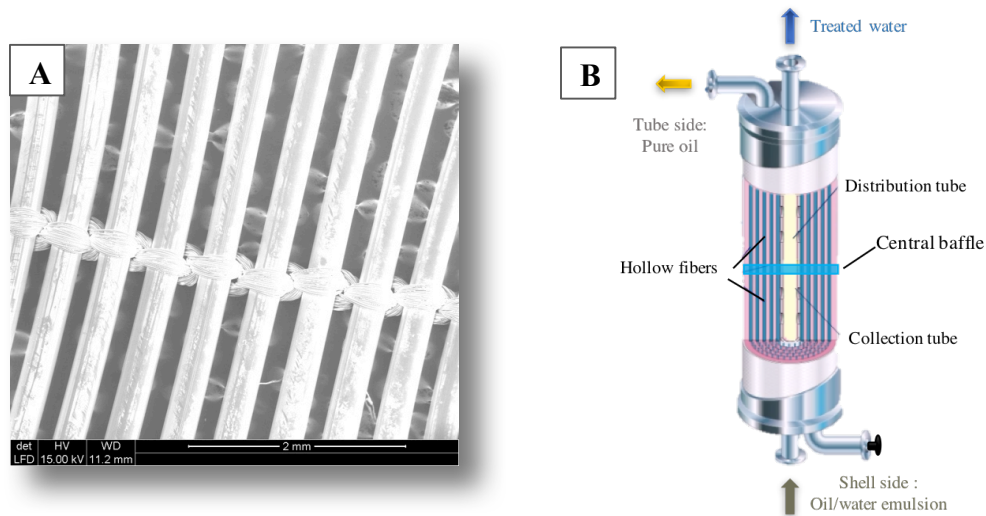 A
det HV WD
LFD 15.00 kV 11.2 mm
2 mm
B
Treated water
Tube side:
Pure oil
Distribution tube
Central baffle
Hollow fibers
Collection tube
Shell side :
Oil/water emulsion